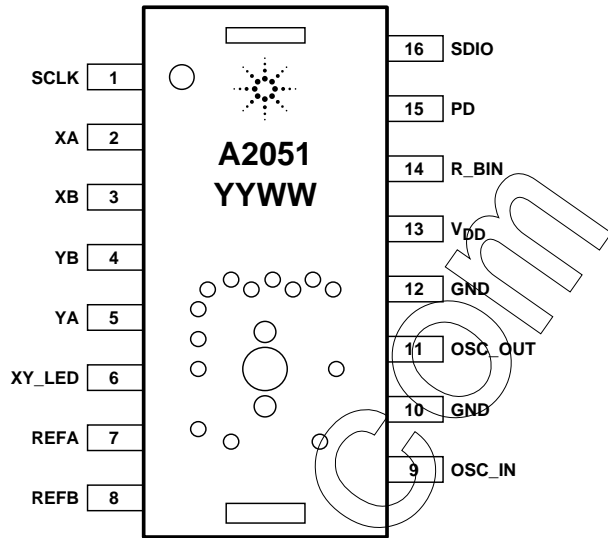 SCLK 1
XA 2
XB 3
YB 4
YA 5
XY_LED 6
REFA 7
REFB 8
A2051
YYWW
16 SDIO
15 PD
14 R_BIN
13 VDD
12 GND
11 OSC_OUT
10 GND
9 OSC_IN
com